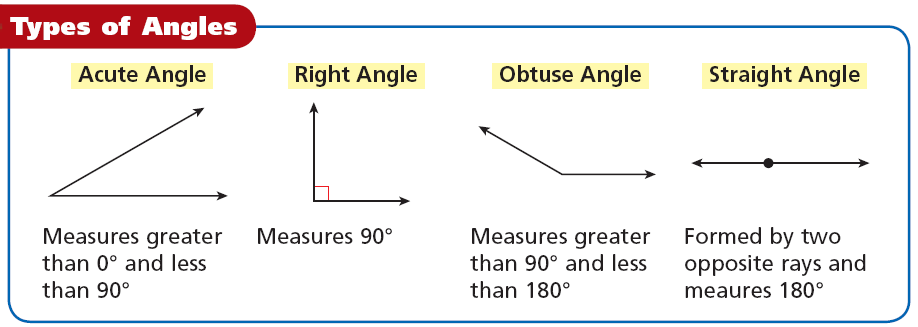 Types of Angles
Acute Angle
Right Angle
Obtuse Angle
Straight Angle
Measures greater
than 0° and less
than 90°
Measures 90°
Measures greater
than 90° and less
than 180°
Formed by two
opposite rays and
meaures 180°